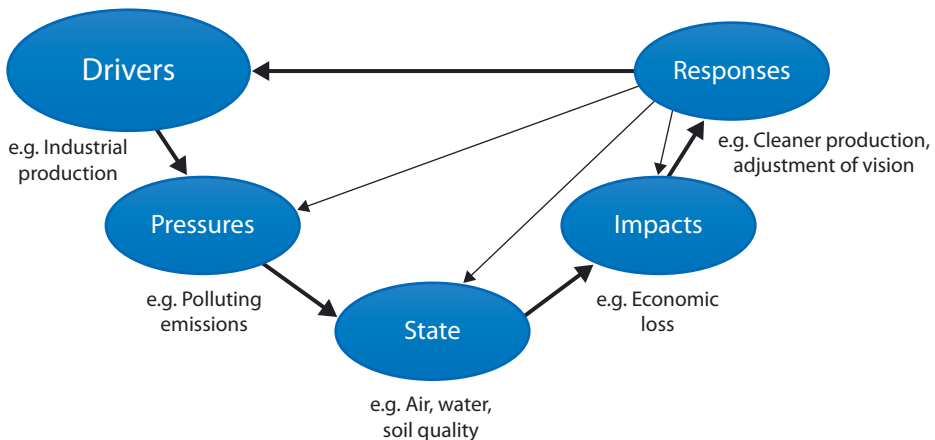 Drivers
Responses
e.g. Industrial
production
e.g. Cleaner production,
adjustment of vision
Pressures
Impacts
e.g. Polluting
emissions
e.g. Economic
loss
State
e.g. Air, water,
soil quality